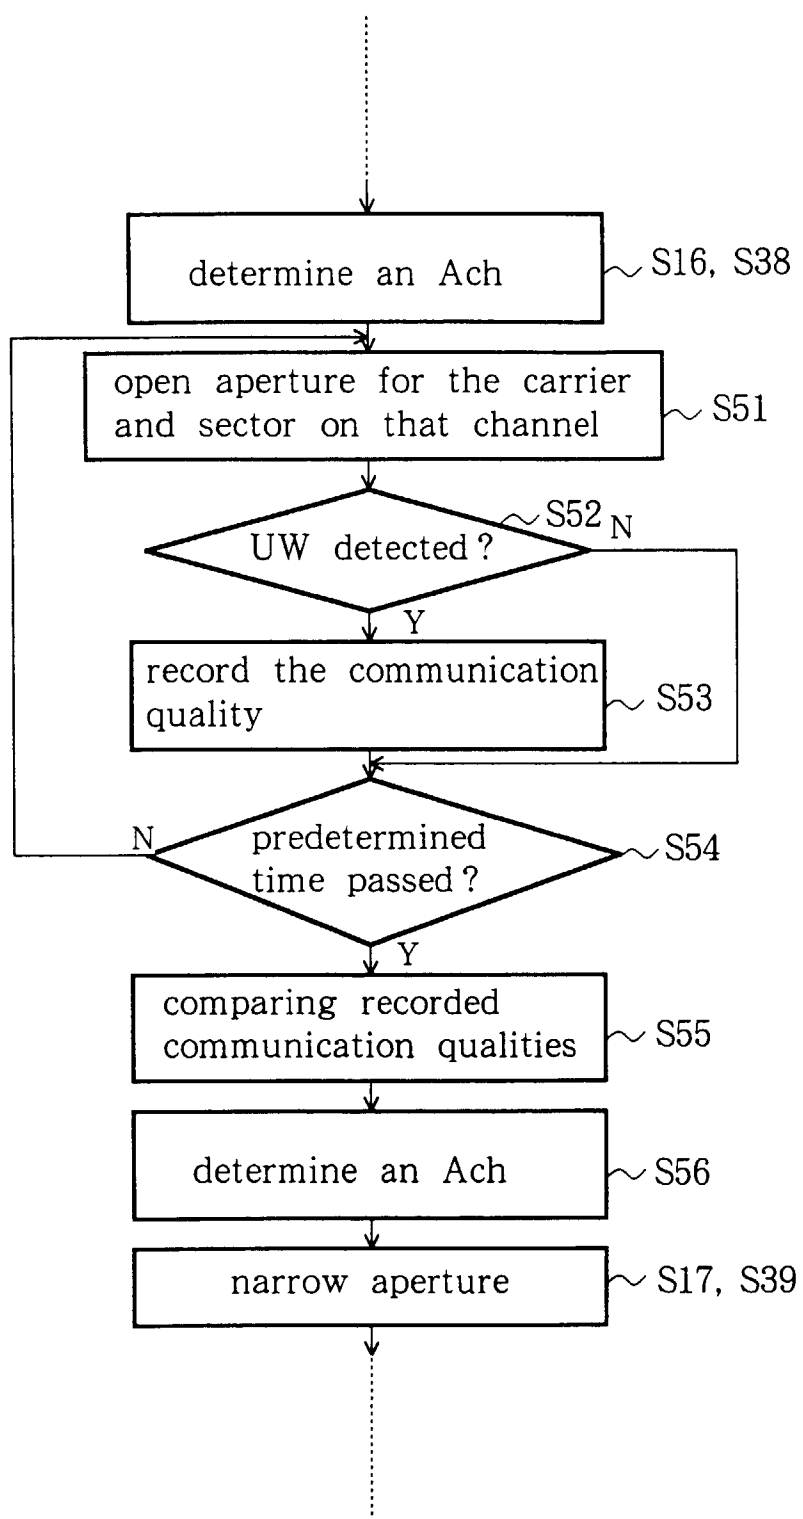 determine an Ach
S16, S38
open aperture for the carrier
and sector on that channel
S51
S52
N
UW detected?
Y
record the communication
quality
S53
N
predetermined
time passed?
S54
Y
comparing recorded
communication qualities
S55
determine an Ach
S56
narrow aperture
S17, S39